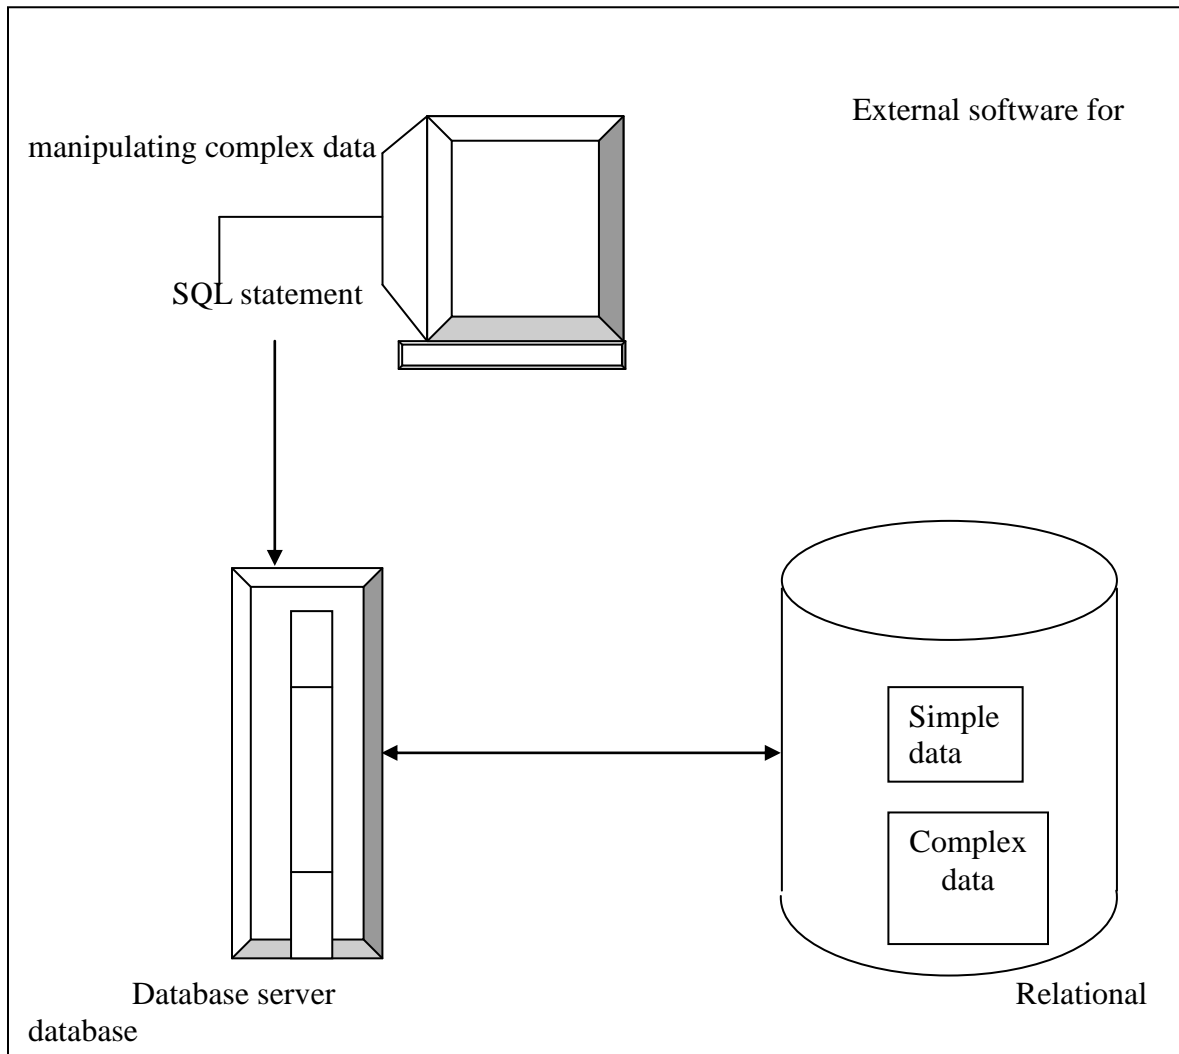 External software for
manipulating complex data
SQL statement
Simple
data
Complex
data
Database server
Relational
database